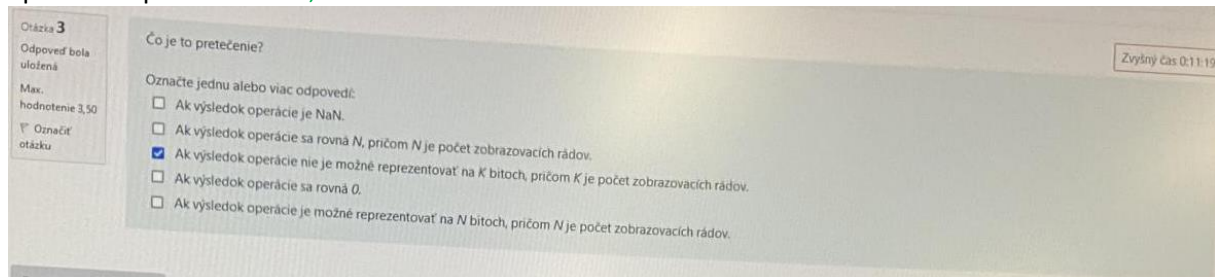 Otázka 3
Odpoveď bola
uložená
Max.
hodnotenie 3,50
Označiť
otázku
Čo je to pretečenie?
Zvyšný čas 0:11:19
Označte jednu alebo viac odpovedí:
Ak výsledok operácie je NaN.
Ak výsledok operácie sa rovná N, pričom N je počet zobrazovacích rádov.
Ak výsledok operácie nie je možné reprezentovať na K bitoch, pričom K je počet zobrazovacích rádov.
Ak výsledok operácie sa rovná 0.
Ak výsledok operácie je možné reprezentovať na N bitoch, pričom N je počet zobrazovacích rádov.